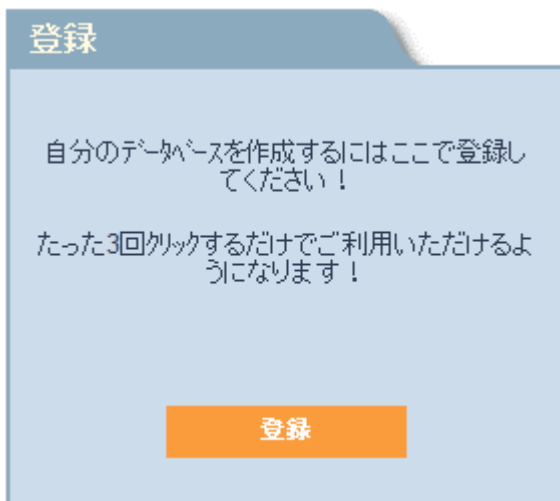 登録
自分のデータベースを作成するにはここで登録し
てください！
たった3回クリックするだけでご利用いただけるよ
うになります！
登録